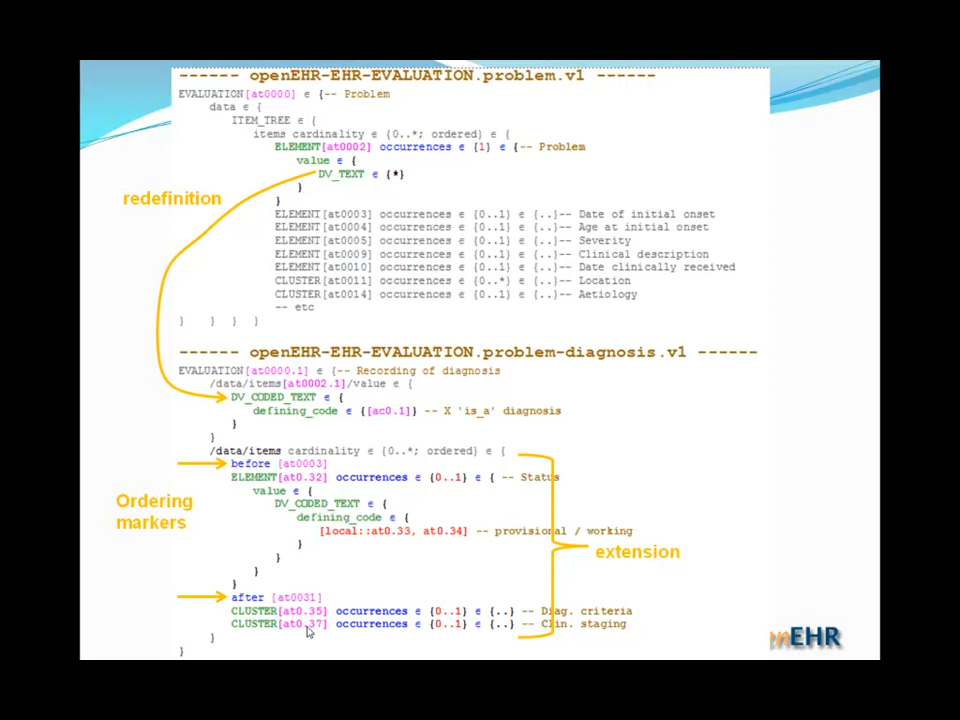 ------ openEHR-EHR-EVALUATION.problem.v1 ------
EVALUATION[at0000] ∈ {-- Problem
data ∈ {
ITEM_TREE ∈ {
items cardinality ∈ {0..*; ordered} ∈ {
ELEMENT[at0002] occurrences ∈ {1} ∈ {-- Problem
value ∈ {
DV_TEXT ∈ {*}
}
redefinition
}
ELEMENT[at0003] occurrences ∈ {0..1} ∈ {..}-- Date of initial onset
ELEMENT[at0004] occurrences ∈ {0..1} ∈ {..}-- Age at initial onset
ELEMENT[at0005] occurrences ∈ {0..1} ∈ {..}-- Severity
ELEMENT[at0009] occurrences ∈ {0..1} ∈ {..}-- Clinical description
ELEMENT[at0010] occurrences ∈ {0..1} ∈ {..}-- Date clinically received
CLUSTER[at0011] occurrences ∈ {0..*} ∈ {..}-- Location
CLUSTER[at0014] occurrences ∈ {0..1} ∈ {..}-- Aetiology
-- etc
} } } }
------ openEHR-EHR-EVALUATION.problem-diagnosis.v1 ------
EVALUATION[at0000.1] ∈ {-- Recording of diagnosis
/data/items[at0002.1]/value ∈ {
DV_CODED_TEXT ∈ {
defining_code ∈ {[ac0.1]} -- X 'is_a' diagnosis
}
}
/data/items cardinality ∈ {0..*; ordered} ∈ {
before [at0003]
ELEMENT[at0.32] occurrences ∈ {0..1} ∈ { -- Status
value ∈ {
DV_CODED_TEXT ∈ {
defining_code ∈ {
[local::at0.33, at0.34] -- provisional / working
}
}
}
}
Ordering
markers
extension
after [at0031]
CLUSTER[at0.35] occurrences ∈ {0..1} ∈ {..} -- Diag. criteria
CLUSTER[at0.37] occurrences ∈ {0..1} ∈ {..} -- Clin. staging
}
}
EHR